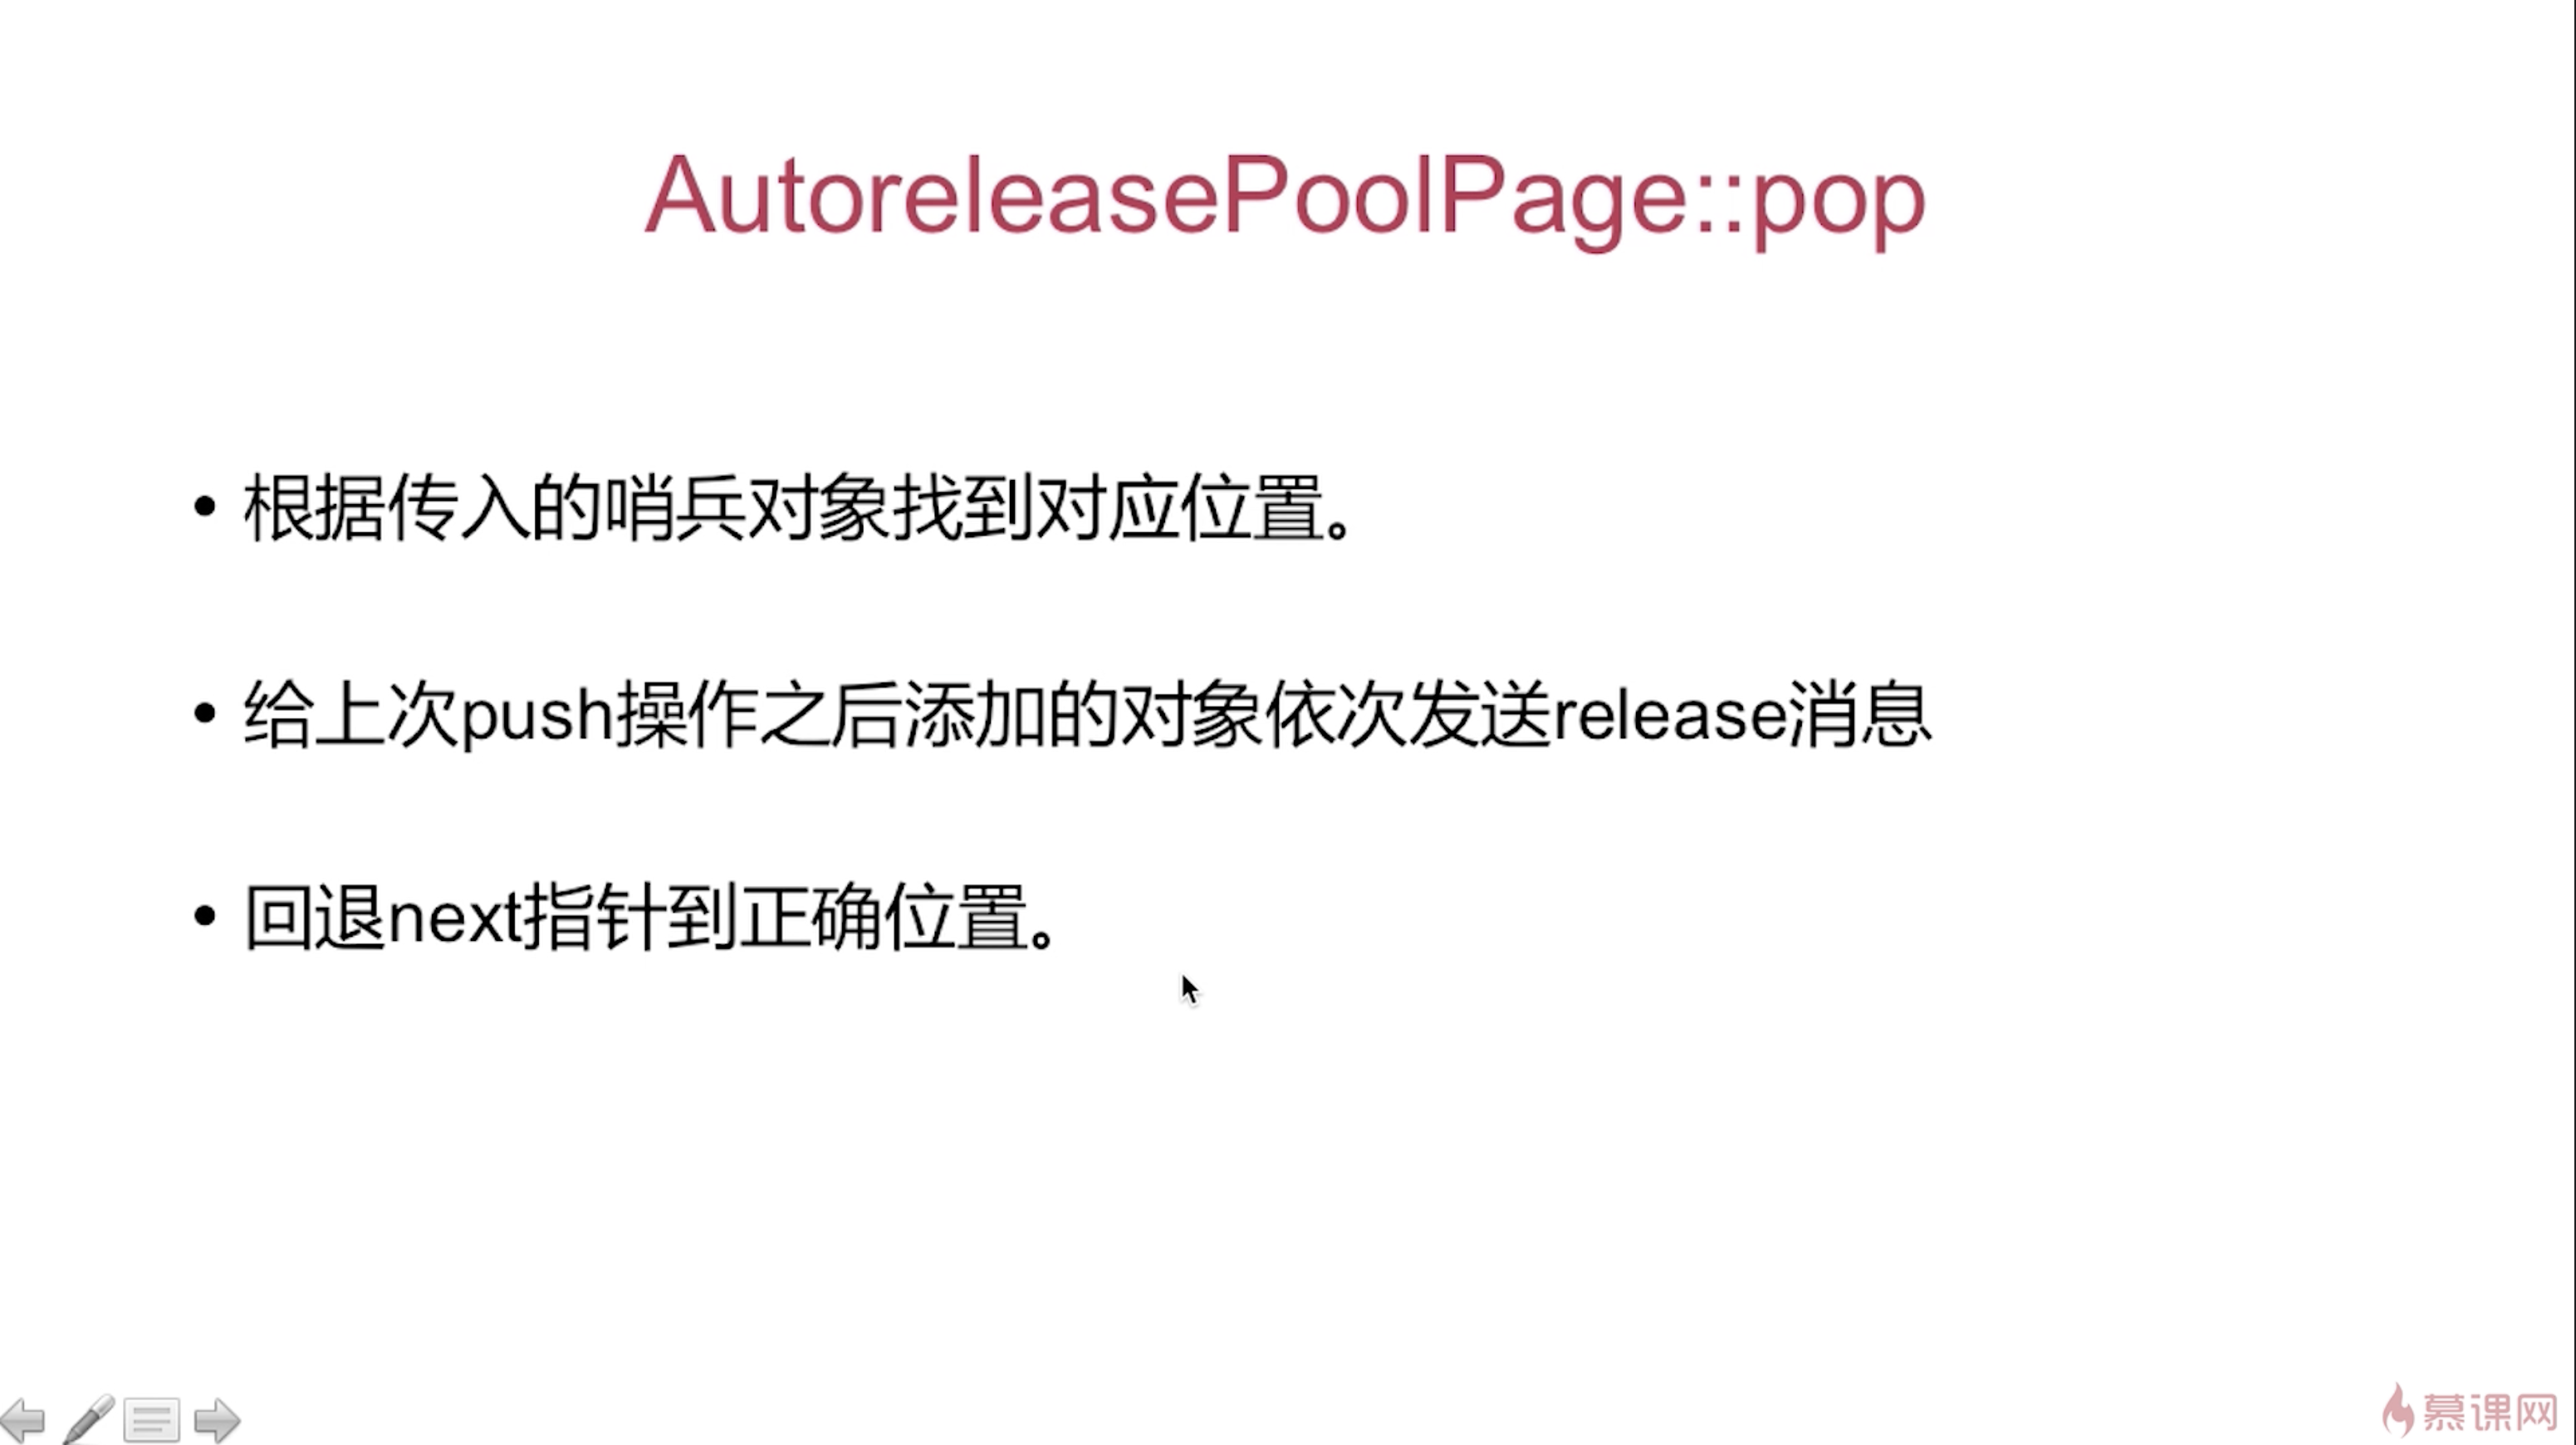 AutoreleasePoolPage::pop
• 根据传入的哨兵对象找到对应位置。
• 给上次push操作之后添加的对象依次发送release消息
• 回退next指针到正确位置。
慕课网